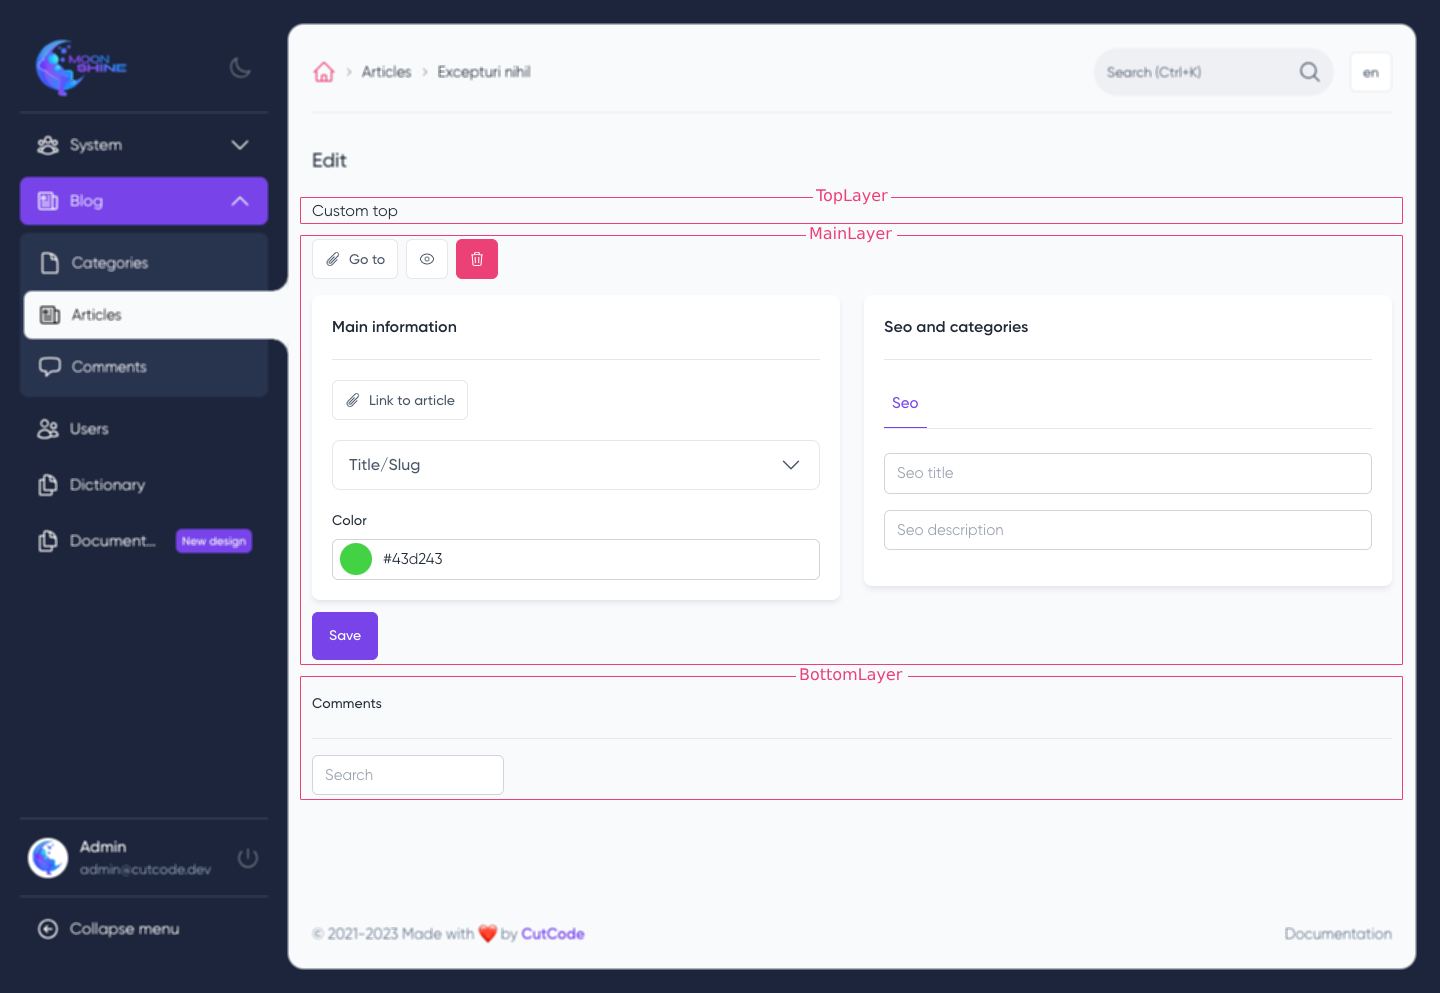 MOON
SHINE
System
Blog
Categories
Articles
Comments
Users
Dictionary
Document...
New design
Admin
admin@cutcode.dev
Collapse menu
Articles
Excepturi nihil
Search (Ctrl+K)
en
Edit
TopLayer
Custom top
MainLayer
Go to
Main information
Link to article
Title/Slug
Color
#43d243
Seo and categories
Seo
Seo title
Seo description
Save
BottomLayer
Comments
Search
© 2021-2023 Made with ❤️ by CutCode
Documentation